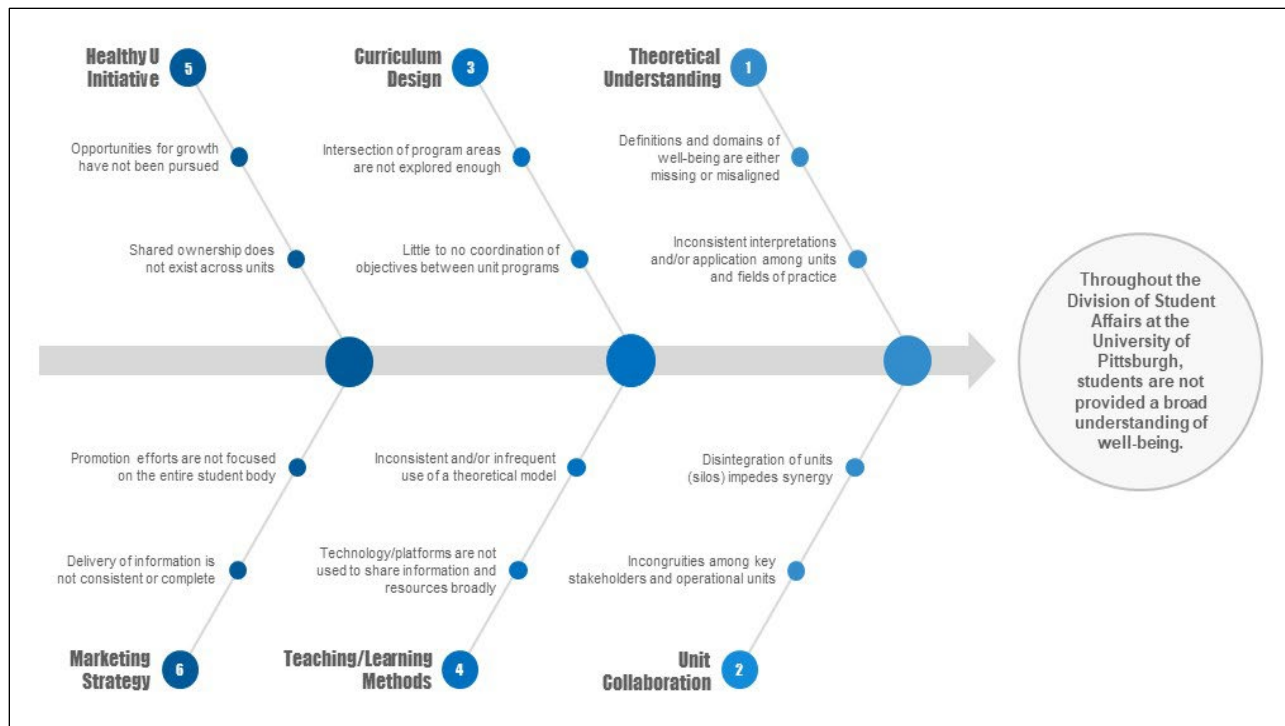 Healthy U
Initiative
5
Opportunities for growth
have not been pursued
Shared ownership does
not exist across units
Curriculum
Design
3
Intersection of program areas
are not explored enough
Little to no coordination of
objectives between unit programs
Theoretical
Understanding
1
Definitions and domains of
well-being are either
missing or misaligned
Inconsistent interpretations
and/or application among units
and fields of practice
Throughout the
Division of Student
Affairs at the
University of
Pittsburgh,
students are not
provided a broad
understanding of
well-being.
Promotion efforts are not focused
on the entire student body
Delivery of information is
not consistent or complete
Marketing
Strategy
6
Inconsistent and/or infrequent
use of a theoretical model
Technology/platforms are not
used to share information and
resources broadly
Teaching/Learning
Methods
4
Disintegration of units
(silos) impedes synergy
Incongruities among key
stakeholders and operational units
Unit
Collaboration
2